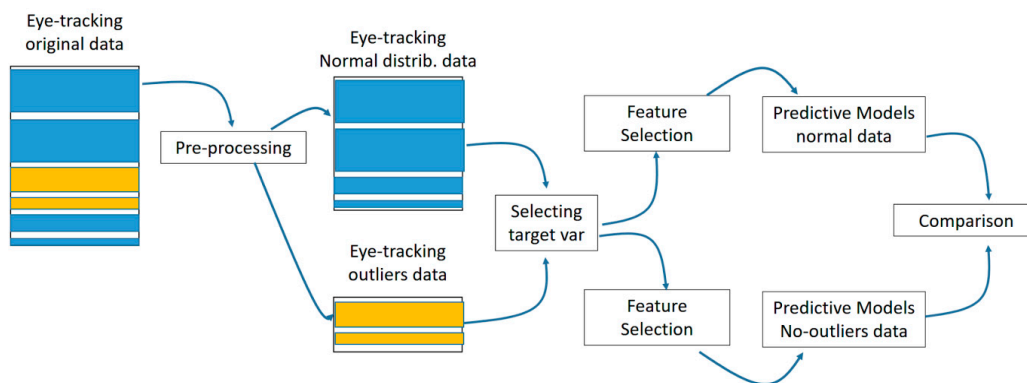 Eye-tracking
original data
Pre-processing
Eye-tracking
Normal distrib. data
Eye-tracking
outliers data
Selecting
target var
Feature
Selection
Feature
Selection
Predictive Models
normal data
Predictive Models
No-outliers data
Comparison